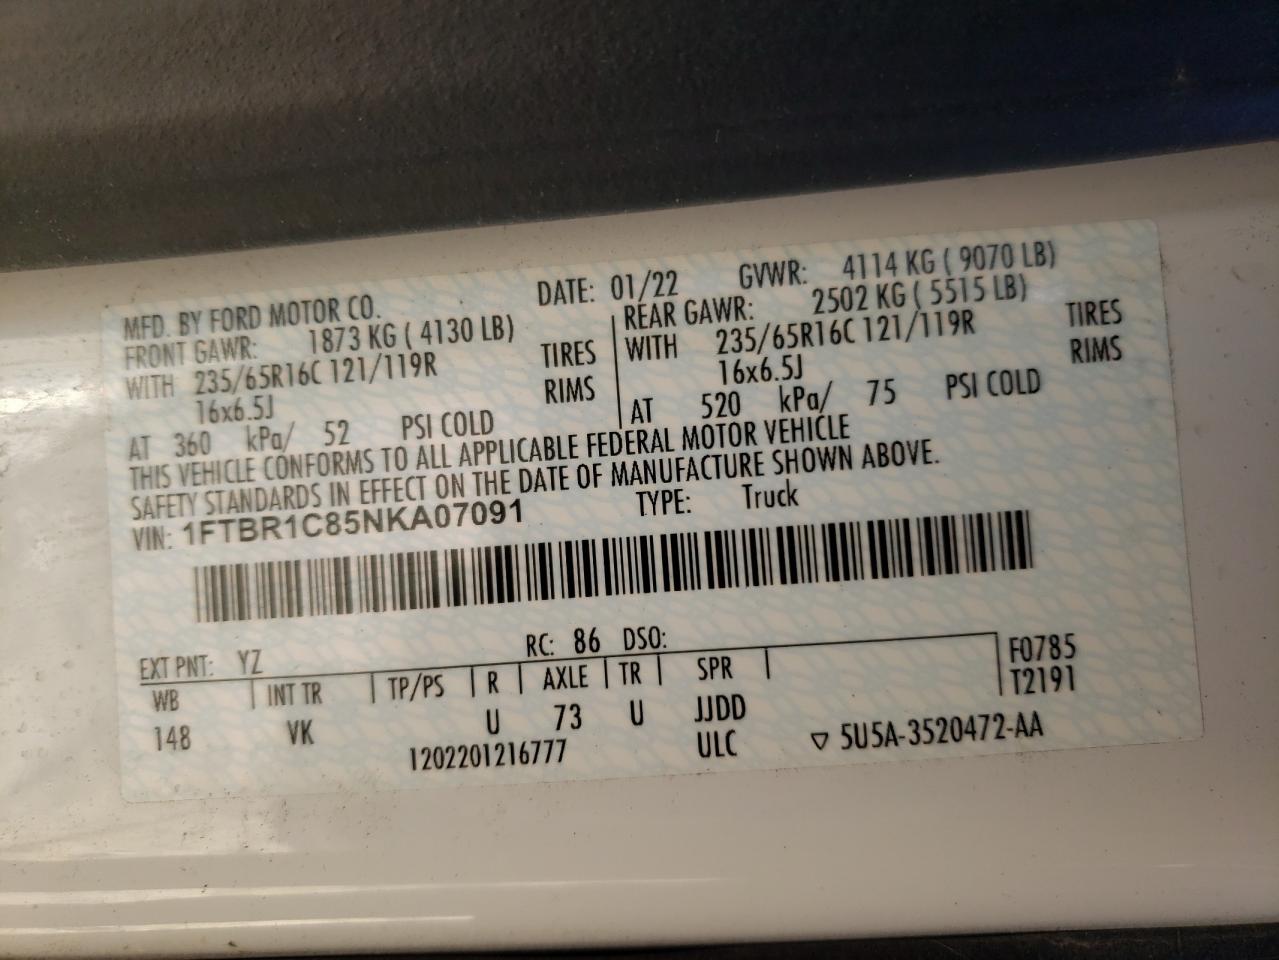 MFD. BY FORD MOTOR CO. DATE: 01/22 GVWR: 4114 KG ( 9070 LB)
FRONT GAWR: 1873 KG ( 4130 LB) REAR GAWR: 2502 KG ( 5515 LB)
WITH 235/65R16C 121/119R TIRES WITH 235/65R16C 121/119R TIRES
16x6.5J RIMS 16x6.5J RIMS
AT 360 kPa/ 52 PSI COLD AT 520 kPa/ 75 PSI COLD
THIS VEHICLE CONFORMS TO ALL APPLICABLE FEDERAL MOTOR VEHICLE
SAFETY STANDARDS IN EFFECT ON THE DATE OF MANUFACTURE SHOWN ABOVE.
VIN: 1FTBR1C85NKA07091 TYPE: Truck
EXT PNT: YZ RC: 86 DSO: F0785
WB INT TR TP/PS R AXLE TR SPR T2191
148 VK U 73 U JJDD
1202201216777 ULC 5U5A-3520472-AA